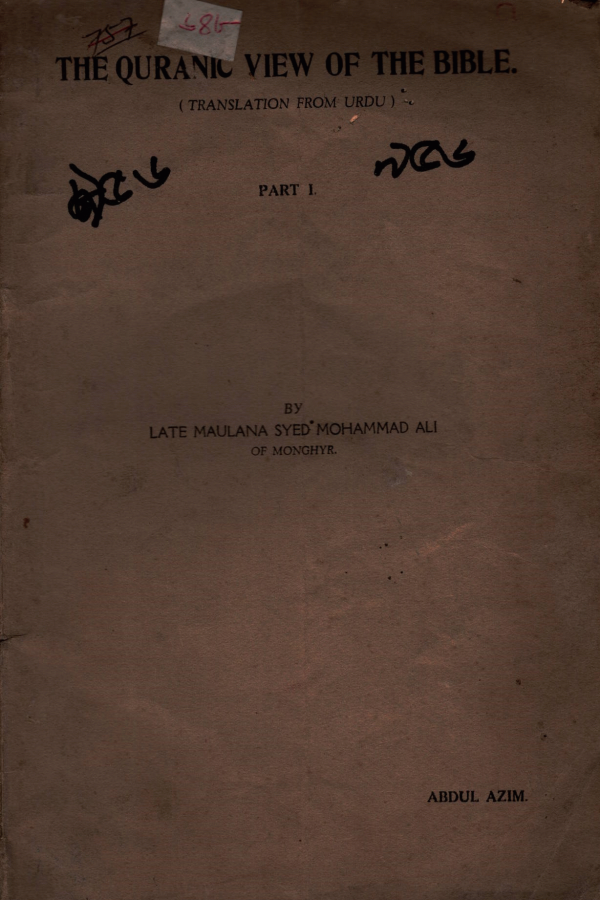 757
THE QURANIC VIEW OF THE BIBLE.
( TRANSLATION FROM URDU )
PART I.
BY
LATE MAULANA SYED MOHAMMAD ALI
OF MONGHYR.
ABDUL AZIM.